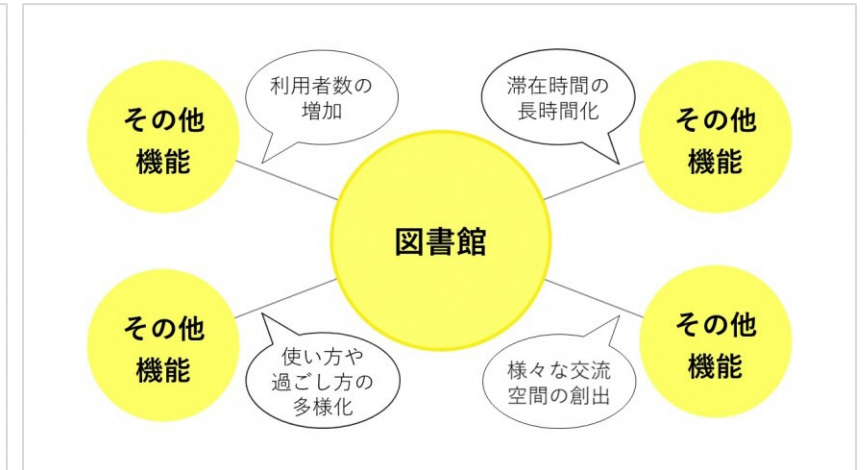 その他
機能
利用者数の
増加
滞在時間の
長時間化
その他
機能
図書館
その他
機能
使い方や
過ごし方の
多様化
様々な交流
空間の創出
その他
機能